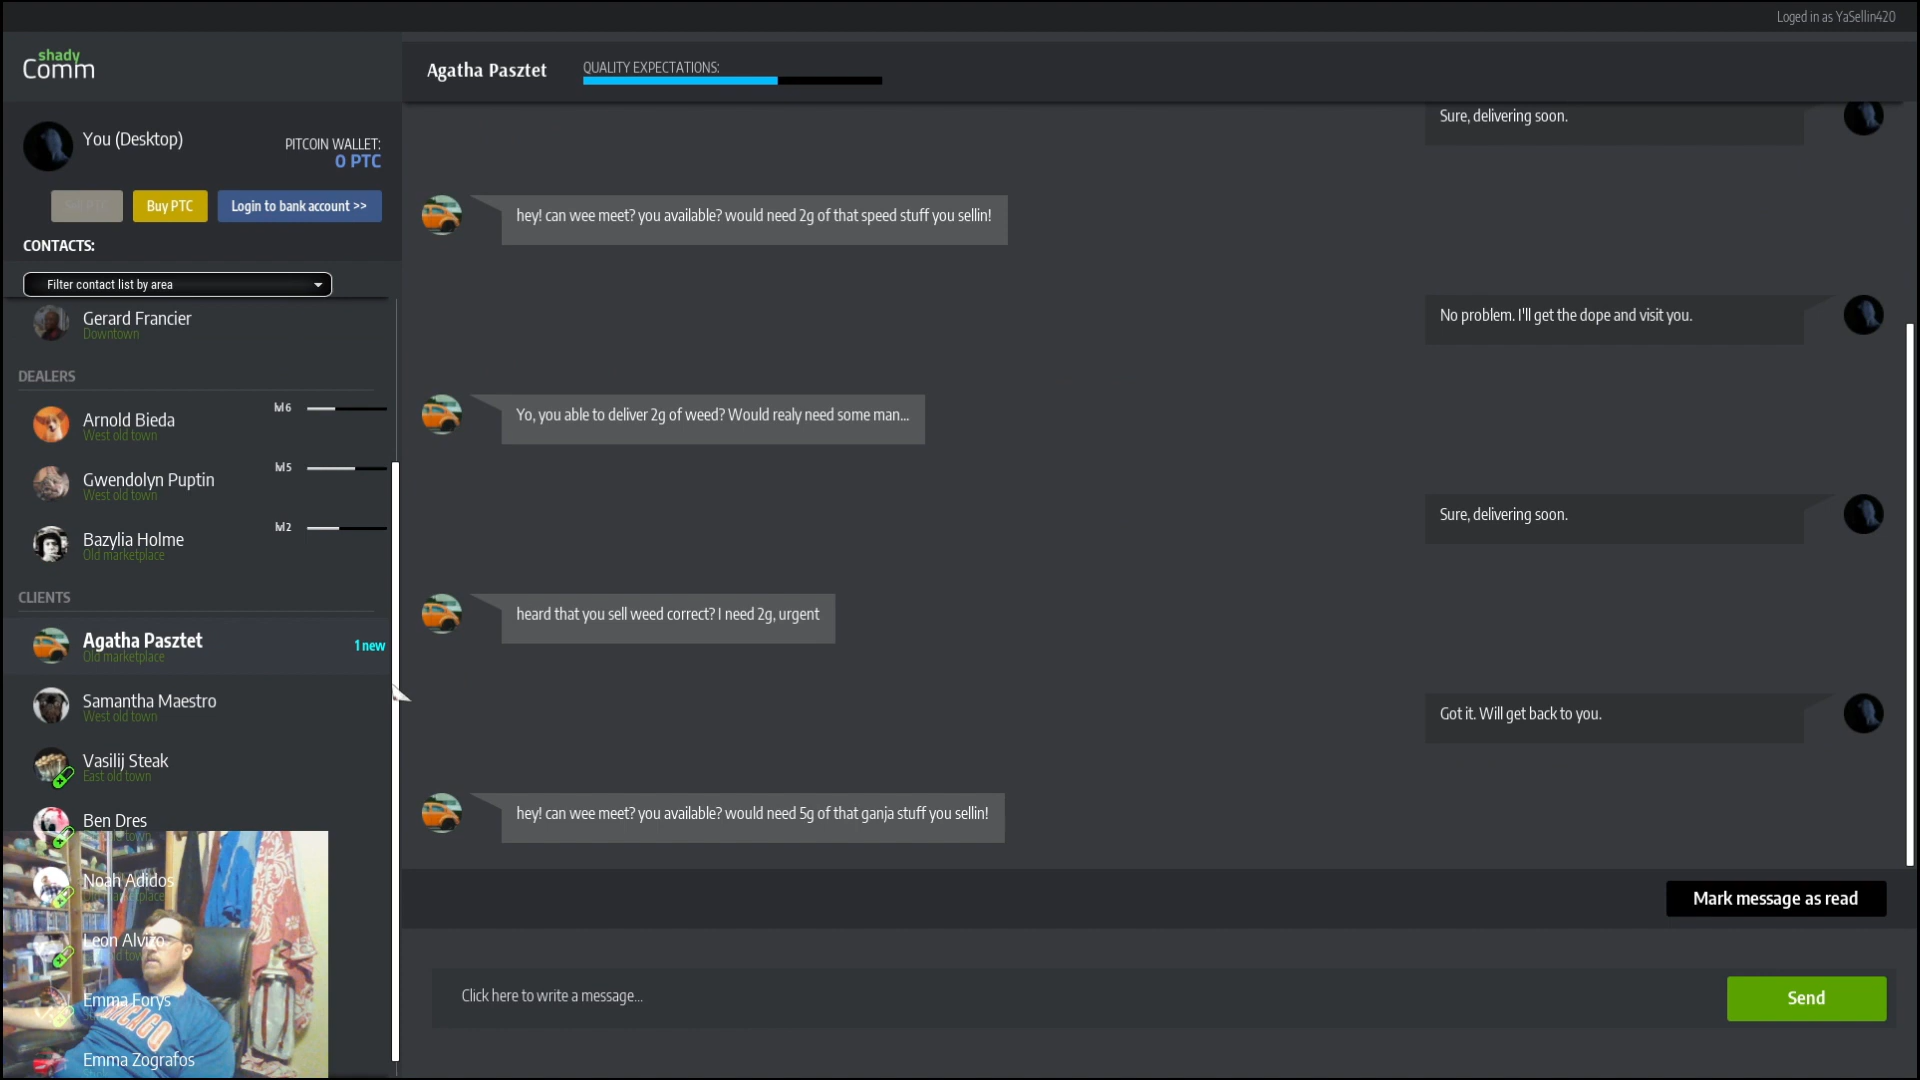 Loged in as YaSellin420
shady
Comm
You (Desktop)
PITCOIN WALLET:
0 PTC
Buy PTC
Login to bank account >>
CONTACTS:
Filter contact list by area
Gerard Francier
Downtown
DEALERS
Arnold Bieda
West old town
lvl 6
Gwendolyn Puptin
West old town
lvl 5
Bazylia Holme
Old marketplace
lvl 2
CLIENTS
Agatha Pasztet
Old marketplace
1 new
Samantha Maestro
West old town
Vasilij Steak
East old town
Ben Dres
Noah Adidos
Leon Alvizo
Emma Forys
Emma Zografos
Agatha Pasztet
QUALITY EXPECTATIONS:
Sure, delivering soon.
hey! can wee meet? you available? would need 2g of that speed stuff you sellin!
No problem. I'll get the dope and visit you.
Yo, you able to deliver 2g of weed? Would realy need some man...
Sure, delivering soon.
heard that you sell weed correct? I need 2g, urgent
Got it. Will get back to you.
hey! can wee meet? you available? would need 5g of that ganja stuff you sellin!
Mark message as read
Click here to write a message...
Send